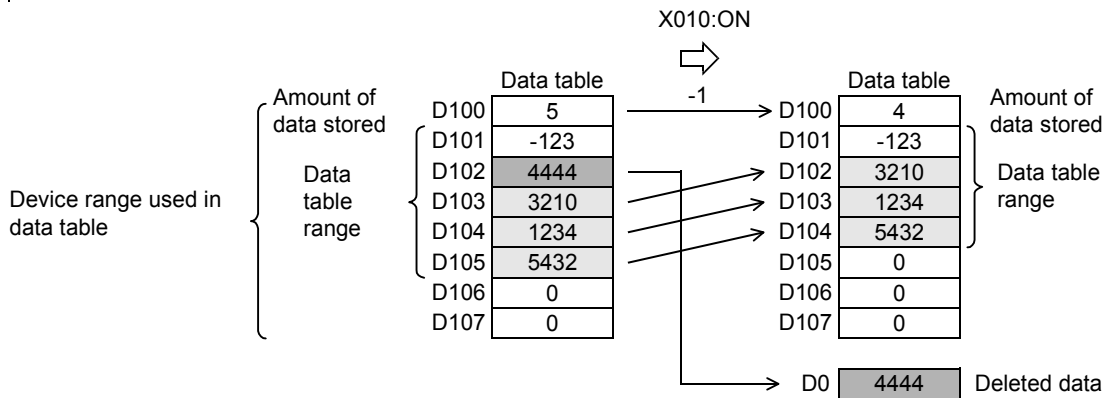 X010:ON
Data table Data table
-1
Amount of data stored
D100 5 D100 4
Amount of data stored
D101 -123 D101 -123
D102 4444 D102 3210
Device range used in data table
Data table range
Data table range
D103 3210 D103 1234
D104 1234 D104 5432
D105 5432 D105 0
D106 0 D106 0
D107 0 D107 0
D0 4444 Deleted data